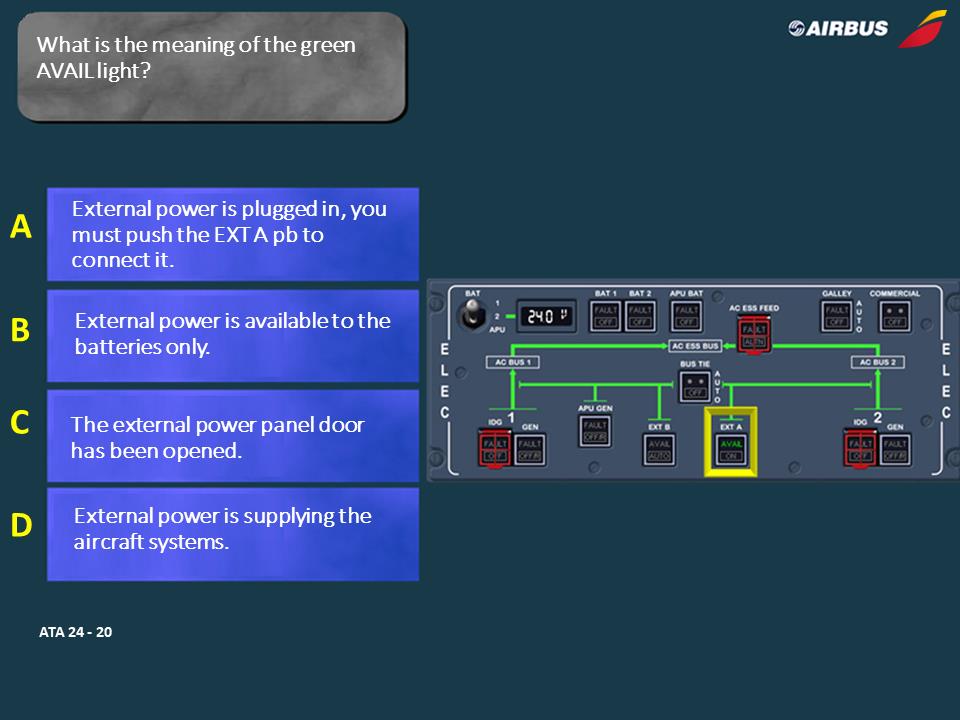 What is the meaning of the green
AVAIL light?
AIRBUS
A
External power is plugged in, you
must push the EXT A pb to
connect it.
B
External power is available to the
batteries only.
C
The external power panel door
has been opened.
D
External power is supplying the
aircraft systems.
ATA 24 - 20
BAT
1
2
APU
240 V
BAT 1
BAT 2
APU BAT
AC ESS FEED
GALLEY
AUTO
COMMERCIAL
FAULT
OFF
FAULT
OFF
FAULT
OFF
FAULT
ALTN
FAULT
OFF
OFF
ELEC
AC ESS BUS
AC BUS 1
AC BUS 2
BUS TIE
OFF
AUTO
ELEC
IDG 1
GEN
APU GEN
EXT B
EXT A
IDG 2
GEN
FAULT
OFF
FAULT
OFF/R
FAULT
OFF/R
AVAIL
AUTO
AVAIL
ON
FAULT
OFF
FAULT
OFF/R